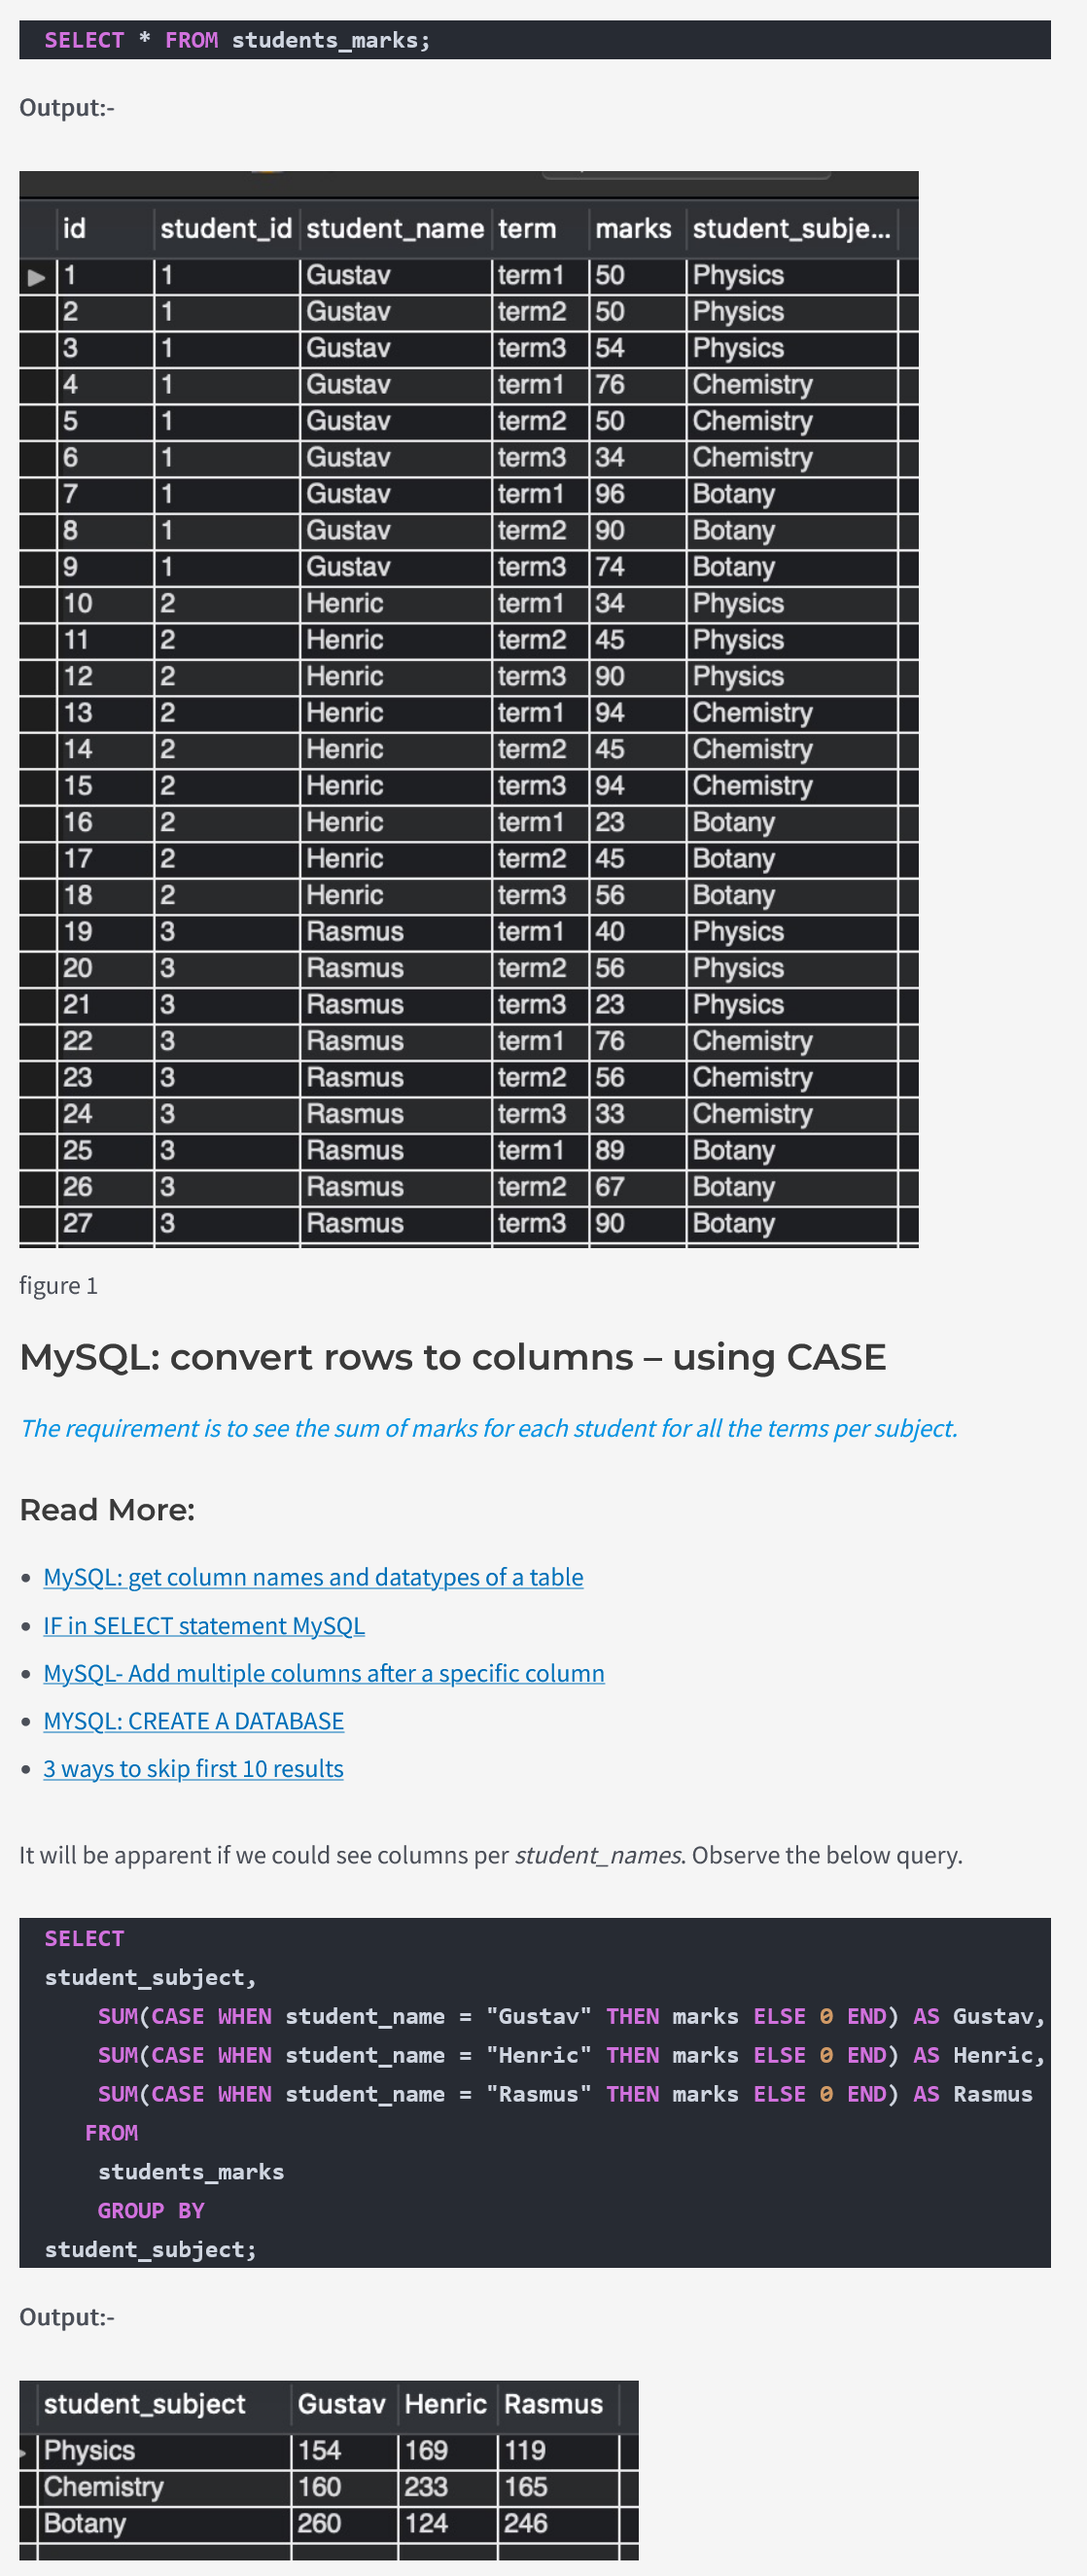 SELECT * FROM students_marks;
Output:-
id student_id student_name term marks student_subje...
1 1 Gustav term1 50 Physics
2 1 Gustav term2 50 Physics
3 1 Gustav term3 54 Physics
4 1 Gustav term1 76 Chemistry
5 1 Gustav term2 50 Chemistry
6 1 Gustav term3 34 Chemistry
7 1 Gustav term1 96 Botany
8 1 Gustav term2 90 Botany
9 1 Gustav term3 74 Botany
10 2 Henric term1 34 Physics
11 2 Henric term2 45 Physics
12 2 Henric term3 90 Physics
13 2 Henric term1 94 Chemistry
14 2 Henric term2 45 Chemistry
15 2 Henric term3 94 Chemistry
16 2 Henric term1 23 Botany
17 2 Henric term2 45 Botany
18 2 Henric term3 56 Botany
19 3 Rasmus term1 40 Physics
20 3 Rasmus term2 56 Physics
21 3 Rasmus term3 23 Physics
22 3 Rasmus term1 76 Chemistry
23 3 Rasmus term2 56 Chemistry
24 3 Rasmus term3 33 Chemistry
25 3 Rasmus term1 89 Botany
26 3 Rasmus term2 67 Botany
27 3 Rasmus term3 90 Botany
figure 1
MySQL: convert rows to columns – using CASE
The requirement is to see the sum of marks for each student for all the terms per subject.
Read More:
• MySQL: get column names and datatypes of a table
• IF in SELECT statement MySQL
• MySQL- Add multiple columns after a specific column
• MYSQL: CREATE A DATABASE
• 3 ways to skip first 10 results
It will be apparent if we could see columns per student_names. Observe the below query.
SELECT
student_subject,
SUM(CASE WHEN student_name = "Gustav" THEN marks ELSE 0 END) AS Gustav,
SUM(CASE WHEN student_name = "Henric" THEN marks ELSE 0 END) AS Henric,
SUM(CASE WHEN student_name = "Rasmus" THEN marks ELSE 0 END) AS Rasmus
FROM
students_marks
GROUP BY
student_subject;
Output:-
student_subject Gustav Henric Rasmus
Physics 154 169 119
Chemistry 160 233 165
Botany 260 124 246